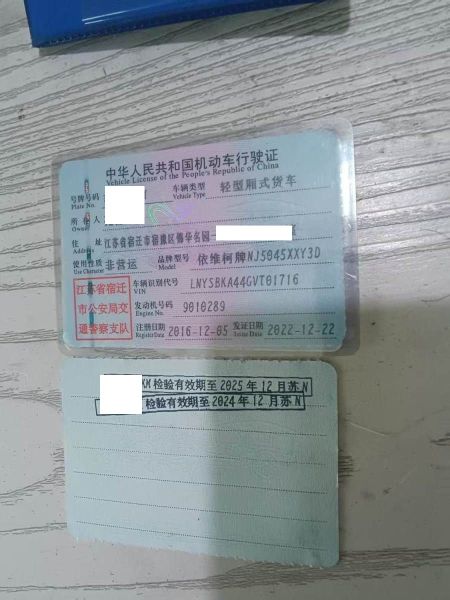 中华人民共和国机动车行驶证
Vehicle License of the People's Republic of China
号牌号码
Plate No.
车辆类型
Vehicle Type
轻型厢式货车
所有人
Owner
住址
Address
江苏省宿迁市宿豫区锦华名园
使用性质
Use Character
非营运
品牌型号
Model
依维柯牌NJ5045XXY3D
江苏省宿迁
市公安局交
通警察支队
车辆识别代号
VIN
LNYSBKA44GVT01716
发动机号码
Engine No.
9010289
注册日期
Register Date
2016-12-05
发证日期
Issue Date
2022-12-22
检验有效期至2025年12月苏N
检验有效期至2024年12月苏N